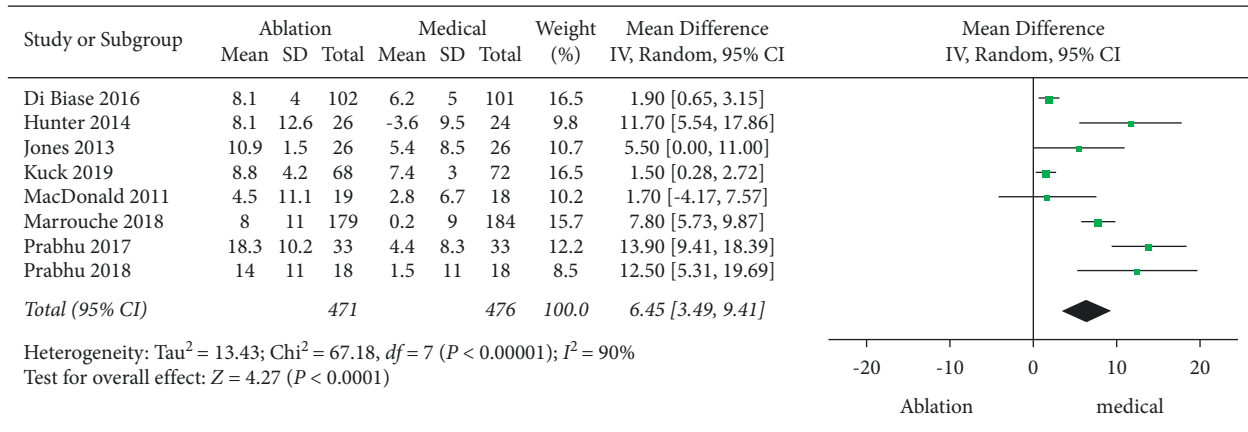 Study or Subgroup Ablation Medical Weight (%) Mean Difference IV, Random, 95% CI Mean Difference IV, Random, 95% CI
Mean SD Total Mean SD Total
Di Biase 2016 8.1 4 102 6.2 5 101 16.5 1.90 [0.65, 3.15]
Hunter 2014 8.1 12.6 26 -3.6 9.5 24 9.8 11.70 [5.54, 17.86]
Jones 2013 10.9 1.5 26 5.4 8.5 26 10.7 5.50 [0.00, 11.00]
Kuck 2019 8.8 4.2 68 7.4 3 72 16.5 1.50 [0.28, 2.72]
MacDonald 2011 4.5 11.1 19 2.8 6.7 18 10.2 1.70 [-4.17, 7.57]
Marrouche 2018 8 11 179 0.2 9 184 15.7 7.80 [5.73, 9.87]
Prabhu 2017 18.3 10.2 33 4.4 8.3 33 12.2 13.90 [9.41, 18.39]
Prabhu 2018 14 11 18 1.5 11 18 8.5 12.50 [5.31, 19.69]
Total (95% CI) 471 476 100.0 6.45 [3.49, 9.41]
Heterogeneity: Tau² = 13.43; Chi² = 67.18, df = 7 (P < 0.00001); I² = 90%
Test for overall effect: Z = 4.27 (P < 0.0001)
-20 -10 0 10 20
Ablation medical